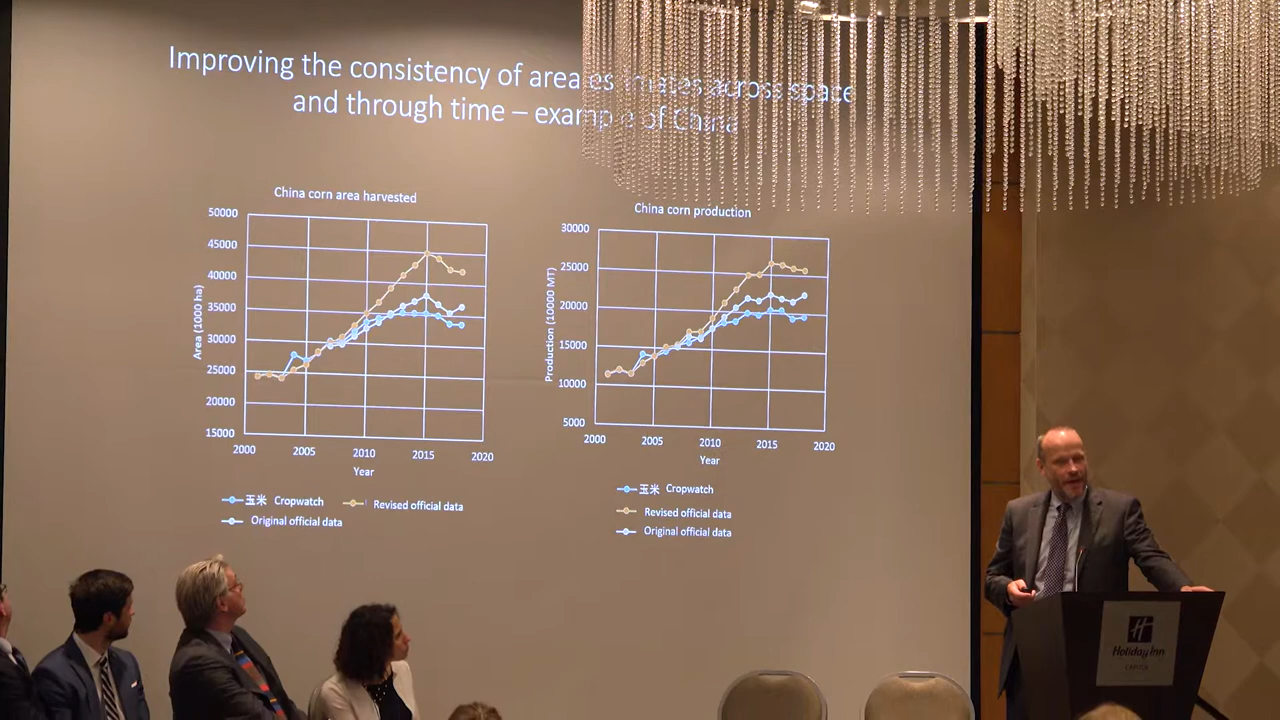 Improving the consistency of area estimates across space
and through time – example of China
China corn area harvested
50000
45000
40000
35000
30000
25000
20000
15000
Area (1000 ha)
2000 2005 2010 2015 2020
Year
玉米 Cropwatch
Revised official data
Original official data
China corn production
30000
25000
20000
15000
10000
5000
Production (10000 MT)
2000 2005 2010 2015 2020
Year
玉米 Cropwatch
Revised official data
Original official data
H
Holiday Inn
CAPITOL